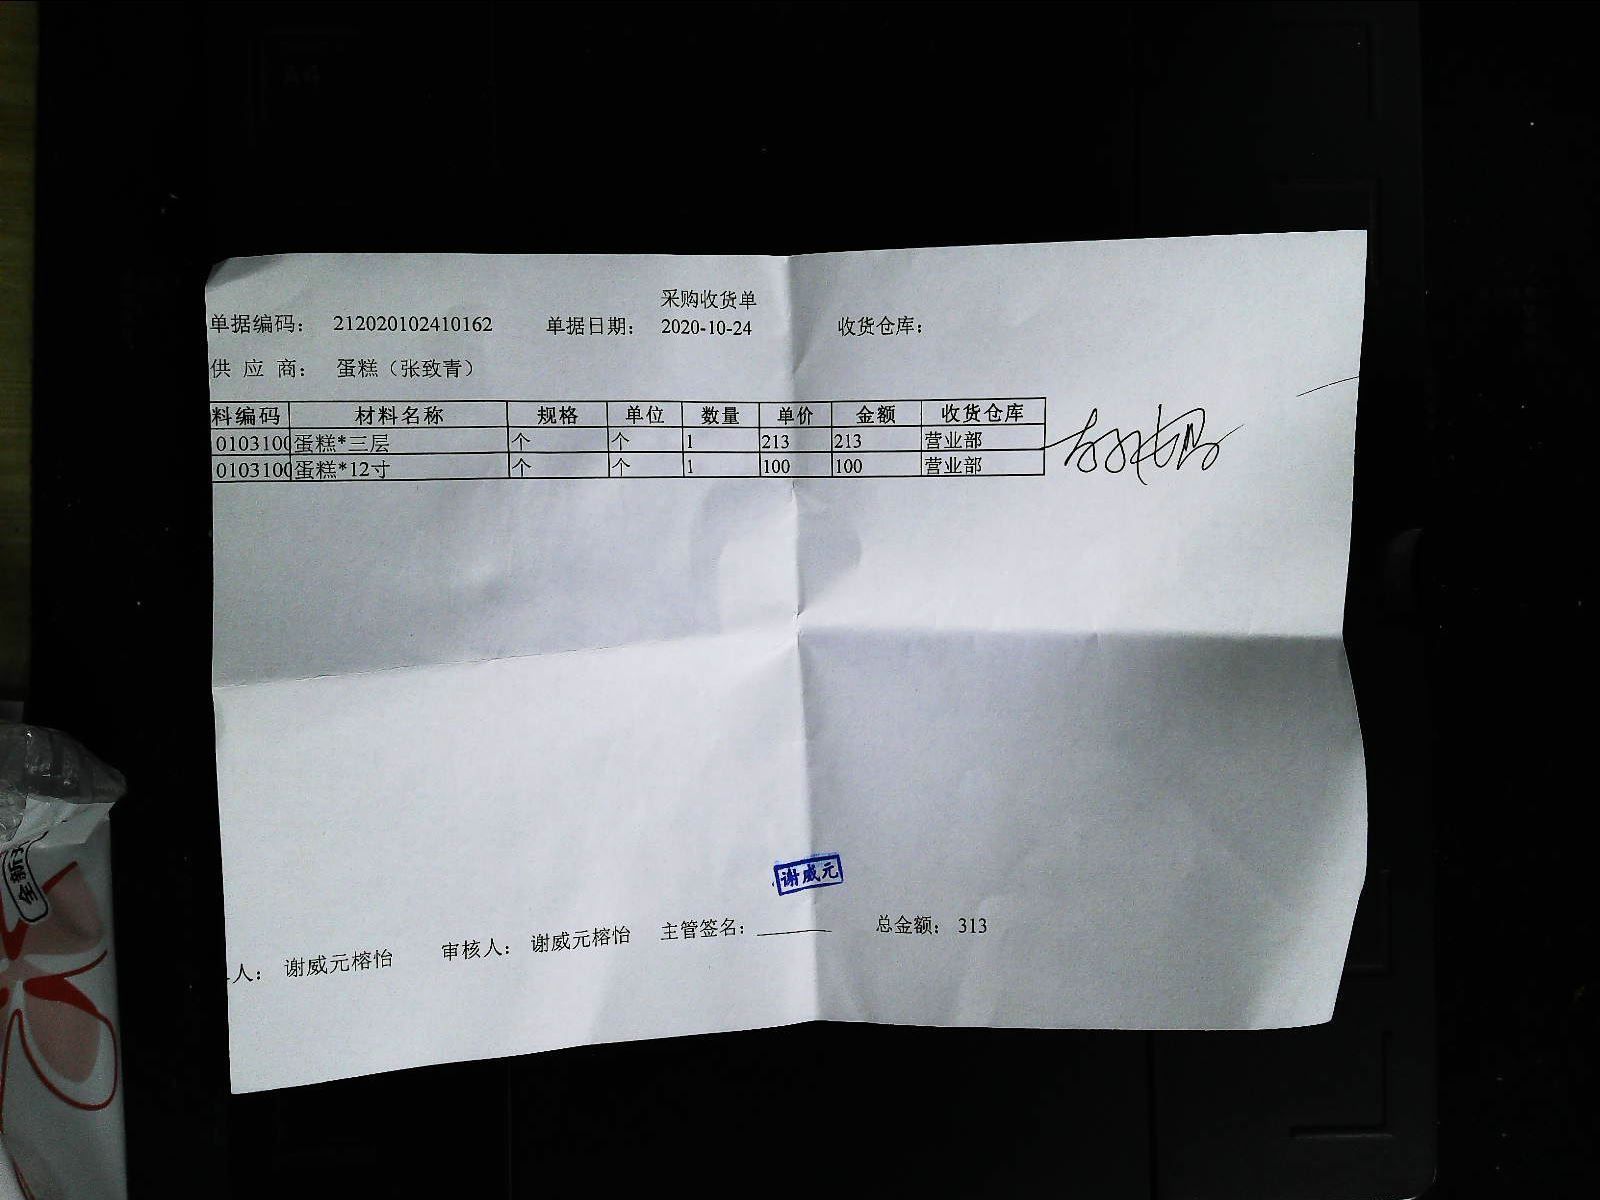 采购收货单
单据编码： 212020102410162 单据日期： 2020-10-24 收货仓库：
供 应 商： 蛋糕（张致青）
料编码 材料名称 规格 单位 数量 单价 金额 收货仓库
0103100 蛋糕*三层 个 个 1 213 213 营业部
0103100 蛋糕*12寸 个 个 1 100 100 营业部
谢威元
人： 谢威元榕怡 审核人： 谢威元榕怡 主管签名：______ 总金额： 313
全新